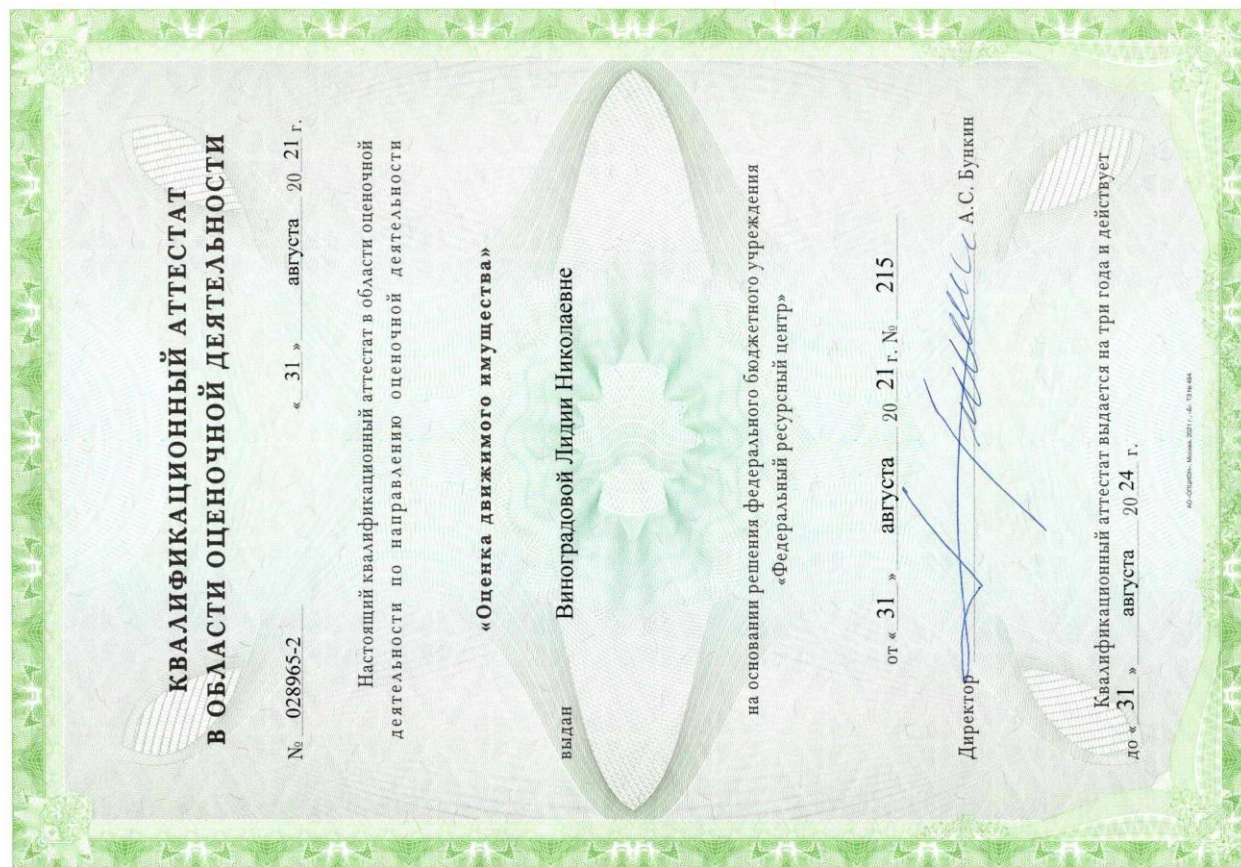 КВАЛИФИКАЦИОННЫЙ АТТЕСТАТ
В ОБЛАСТИ ОЦЕНОЧНОЙ ДЕЯТЕЛЬНОСТИ
№ 028965-2 « 31 » августа 20 21 г.
Настоящий квалификационный аттестат в области оценочной
деятельности по направлению оценочной деятельности
«Оценка движимого имущества»
выдан Виноградовой Лидии Николаевне
на основании решения федерального бюджетного учреждения
«Федеральный ресурсный центр»
от « 31 » августа 20 21 г. № 215
Директор А.С. Бункин
Квалификационный аттестат выдается на три года и действует
до « 31 » августа 20 24 г.